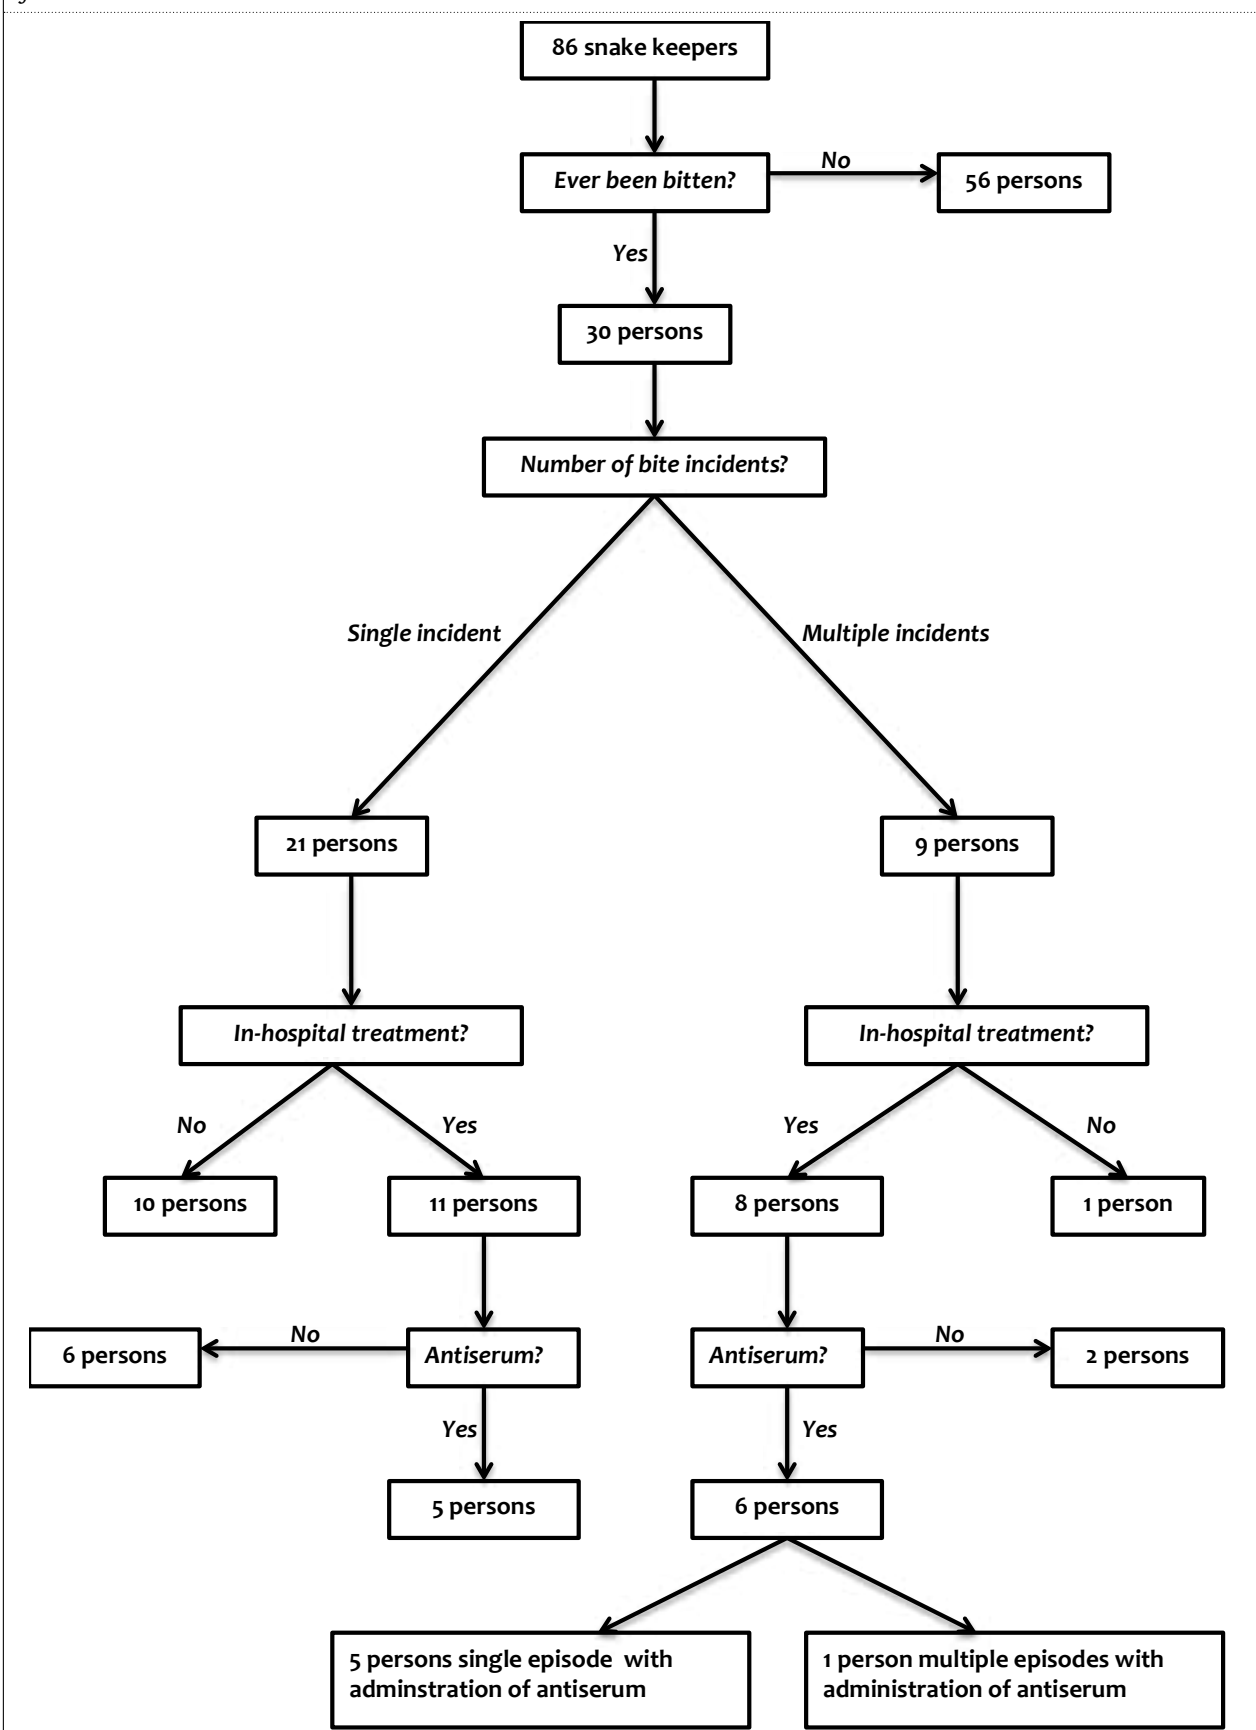 86 snake keepers
Ever been bitten?
No
56 persons
Yes
30 persons
Number of bite incidents?
Single incident
Multiple incidents
21 persons
9 persons
In-hospital treatment?
In-hospital treatment?
No
Yes
Yes
No
10 persons
11 persons
8 persons
1 person
6 persons
No
Antiserum?
Antiserum?
No
2 persons
Yes
Yes
5 persons
6 persons
5 persons single episode with
adminstration of antiserum
1 person multiple episodes with
administration of antiserum